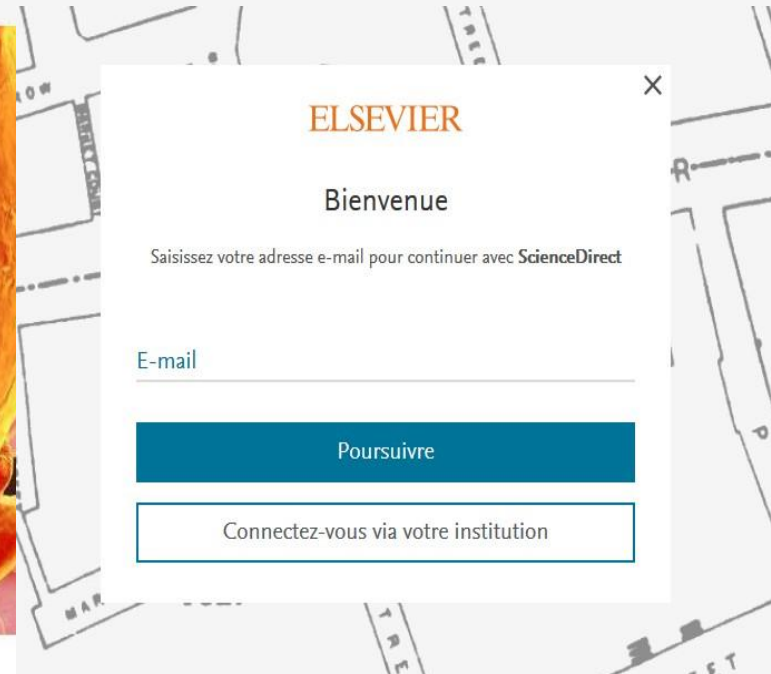 ELSEVIER
Bienvenue
Saisissez votre adresse e-mail pour continuer avec ScienceDirect
E-mail
Poursuivre
Connectez-vous via votre institution